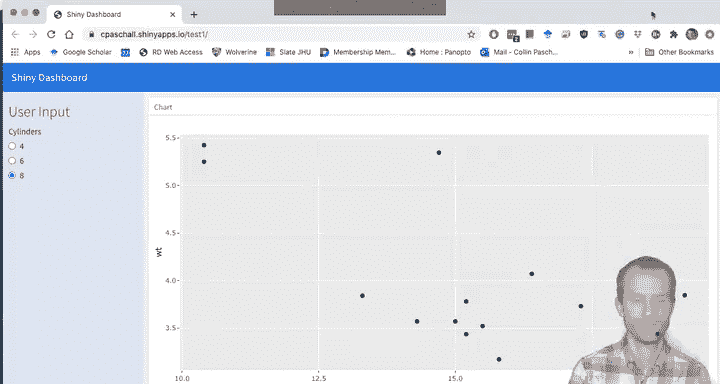 Shiny Dashboard
cpaschall.shinyapps.io/test1/
Apps Google Scholar RD Web Access Wolverine Slate JHU Membership Mem... Home : Panopto Mail - Collin Pasch... » Other Bookmarks
Shiny Dashboard
User Input
Cylinders
4
6
8
Chart
5.5
5.0
4.5
4.0
3.5
wt
10.0 12.5 15.0